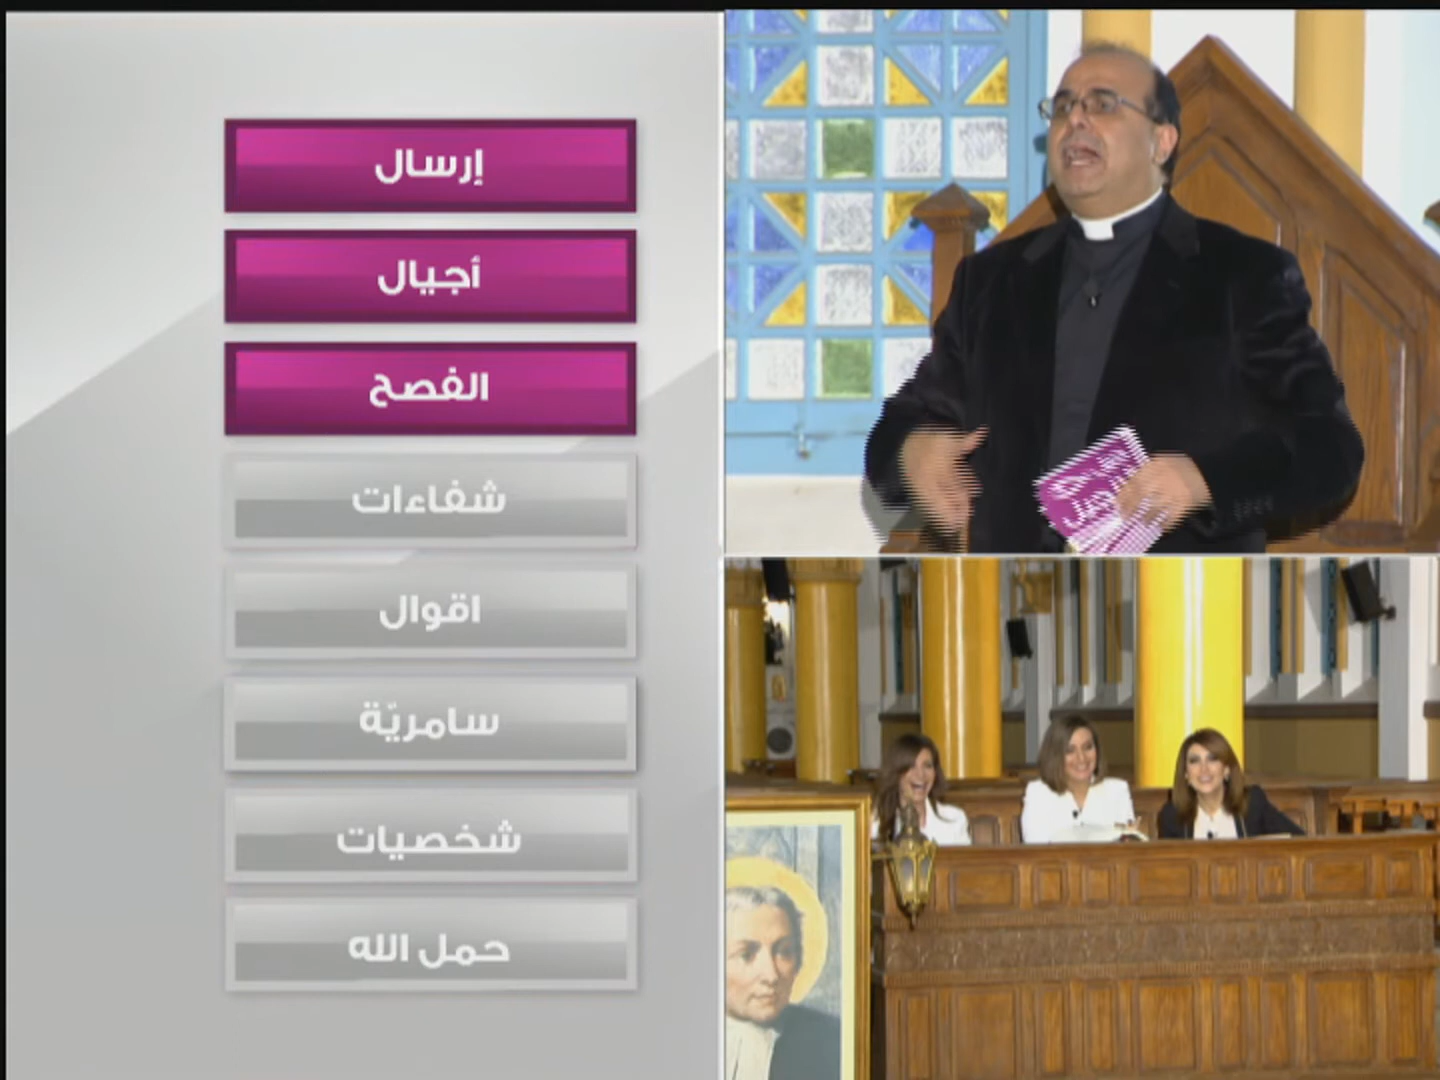 إرسال
أجيال
الفصح
شفاءات
اقوال
سامريّة
شخصيات
حمل الله